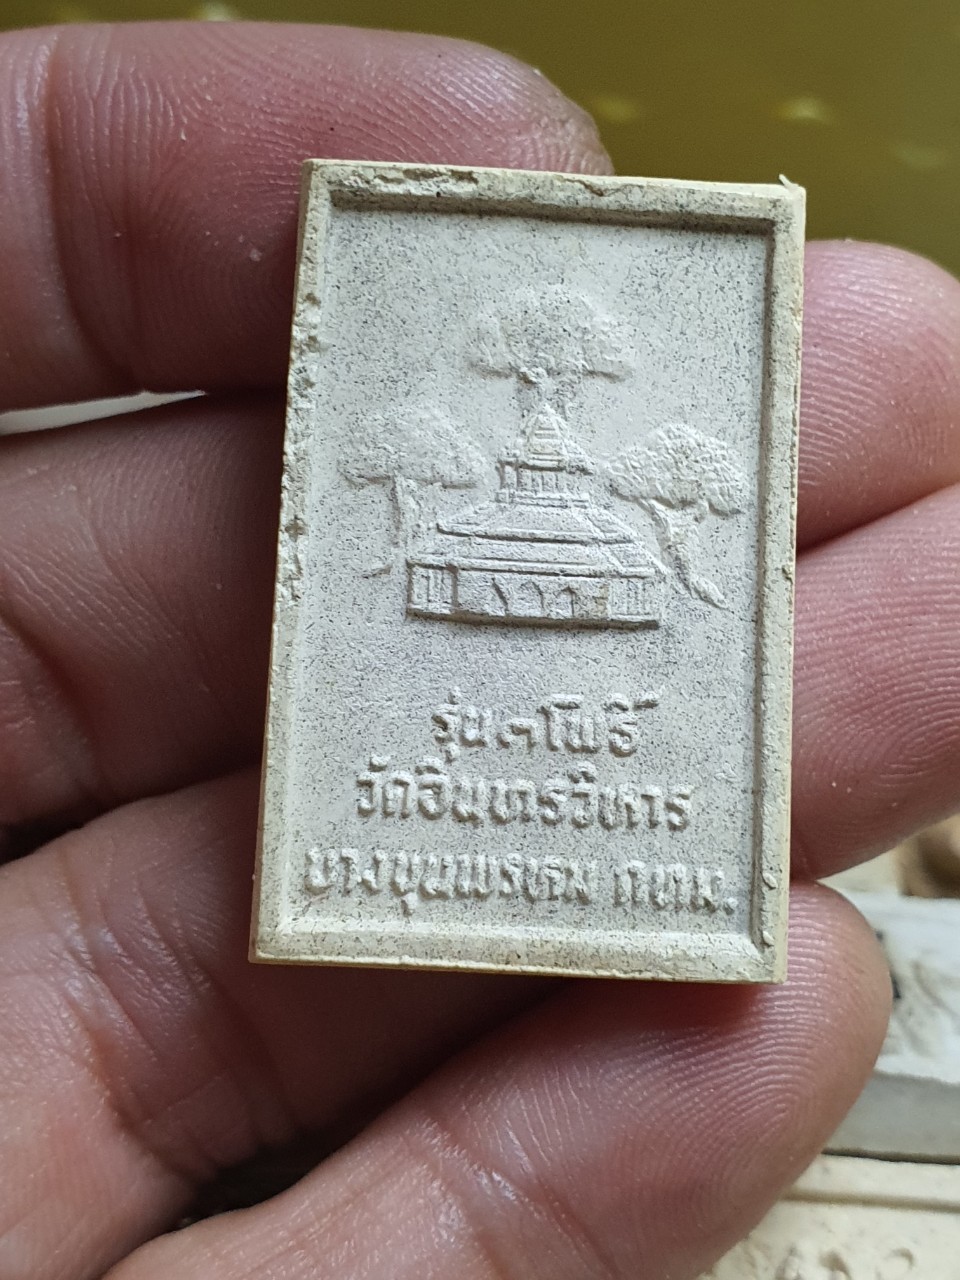 รุ่น ๓ โพธิ์
วัดอินทรวิหาร
บางขุนพรหม กทม.